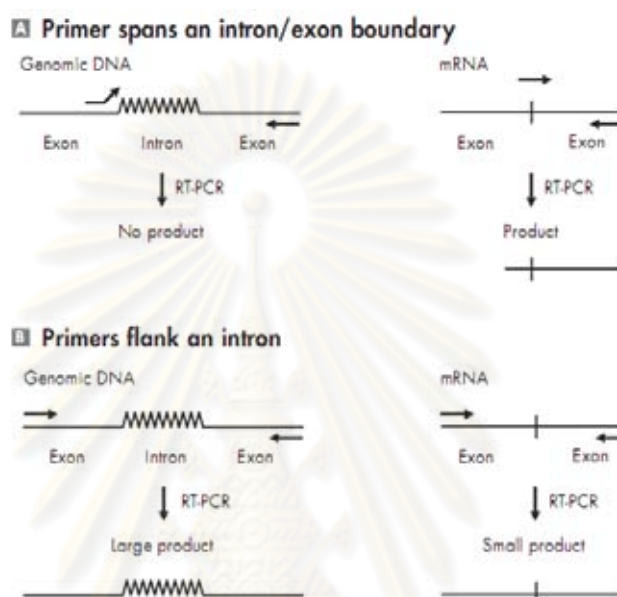 A Primer spans an intron/exon boundary
Genomic DNA
mRNA
Exon
Intron
Exon
Exon
Exon
RT-PCR
RT-PCR
No product
Product
B Primers flank an intron
Genomic DNA
mRNA
Exon
Intron
Exon
Exon
Exon
RT-PCR
RT-PCR
Large product
Small product